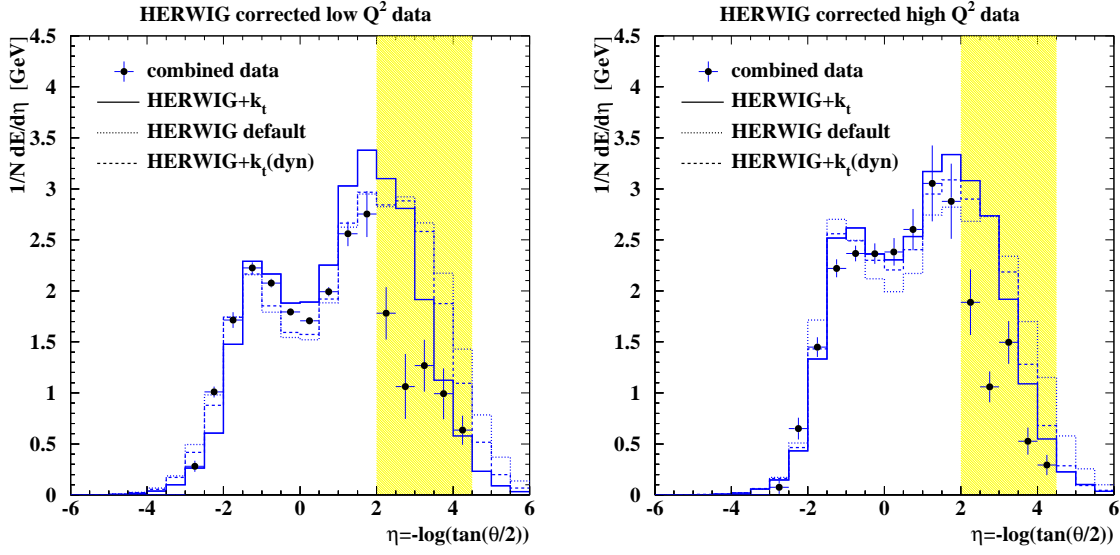 HERWIG corrected low Q² data
1/N dE/dη [GeV]
4.5
4
3.5
3
2.5
2
1.5
1
0.5
0
combined data
HERWIG+k_t
HERWIG default
HERWIG+k_t(dyn)
-6 -4 -2 0 2 4 6
η=-log(tan(θ/2))
HERWIG corrected high Q² data
1/N dE/dη [GeV]
4.5
4
3.5
3
2.5
2
1.5
1
0.5
0
combined data
HERWIG+k_t
HERWIG default
HERWIG+k_t(dyn)
-6 -4 -2 0 2 4 6
η=-log(tan(θ/2))